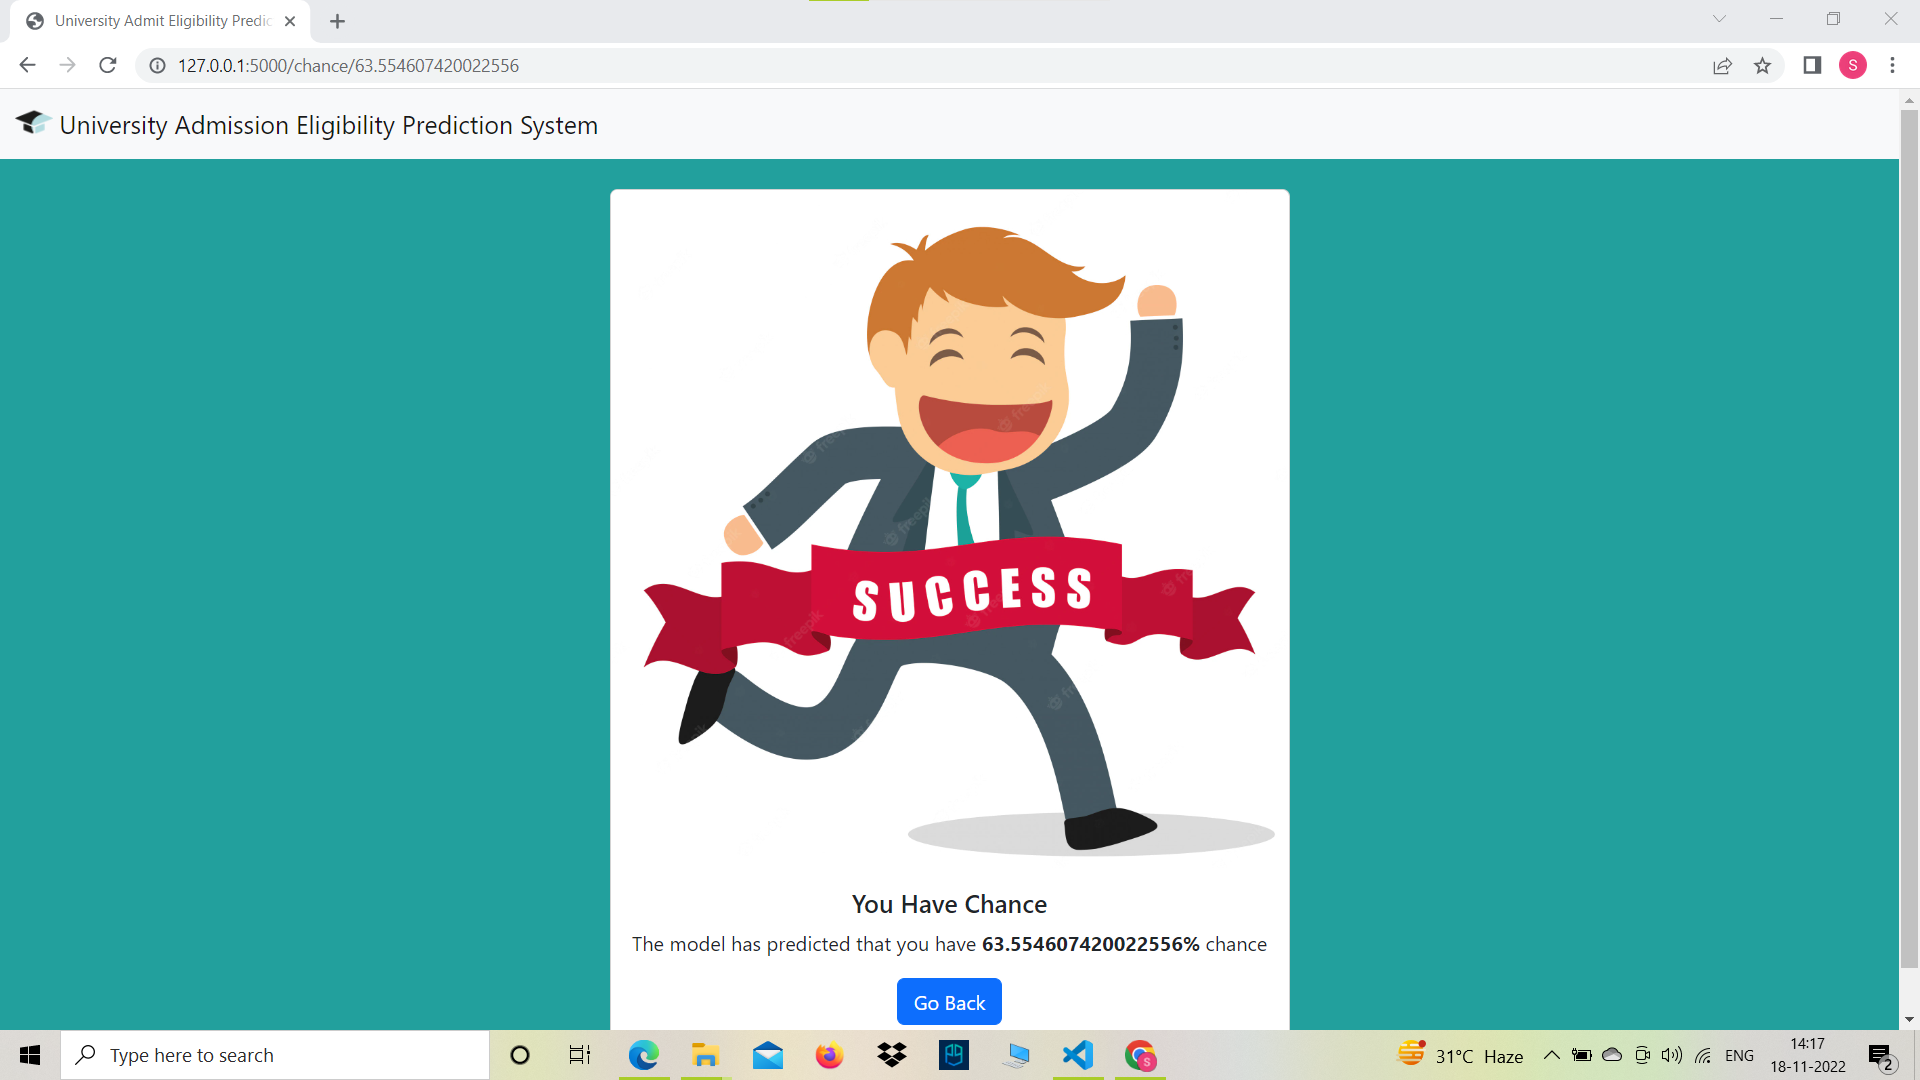 University Admit Eligibility Predic
127.0.0.1:5000/chance/63.554607420022556
S
University Admission Eligibility Prediction System
SUCCESS
You Have Chance
The model has predicted that you have 63.554607420022556% chance
Go Back
Type here to search
31°C Haze
ENG
14:17
18-11-2022
2